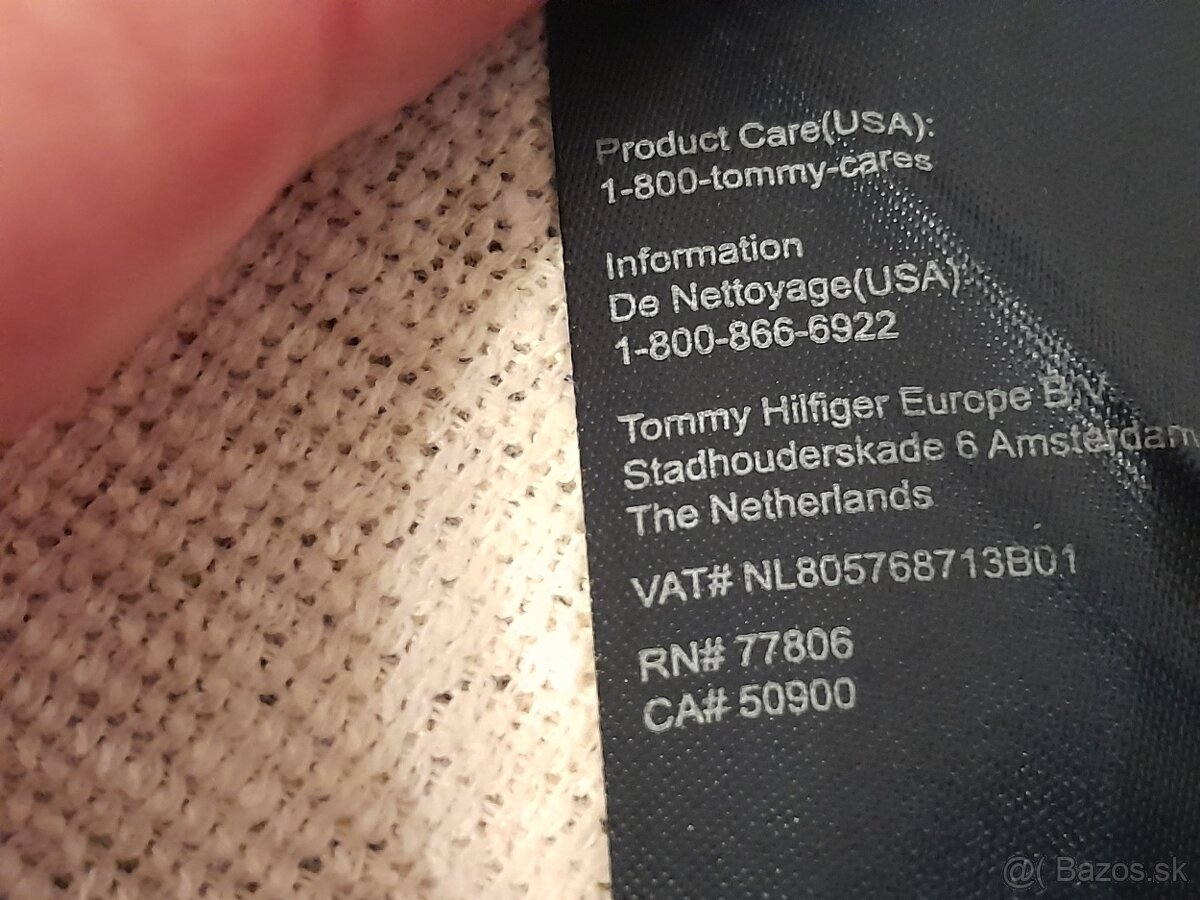 Product Care(USA):
1-800-tommy-cares
Information
De Nettoyage(USA):
1-800-866-6922
Tommy Hilfiger Europe B.V
Stadhouderskade 6 Amsterdam
The Netherlands
VAT# NL805768713B01
RN# 77806
CA# 50900
@( Bazos.sk